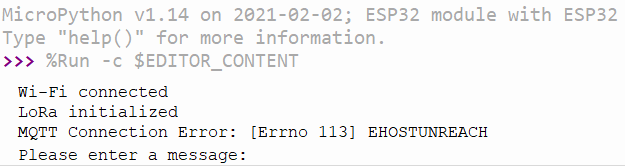 MicroPython v1.14 on 2021-02-02; ESP32 module with ESP32
Type "help()" for more information.
>>> %Run -c $EDITOR_CONTENT
Wi-Fi connected
LoRa initialized
MQTT Connection Error: [Errno 113] EHOSTUNREACH
Please enter a message: